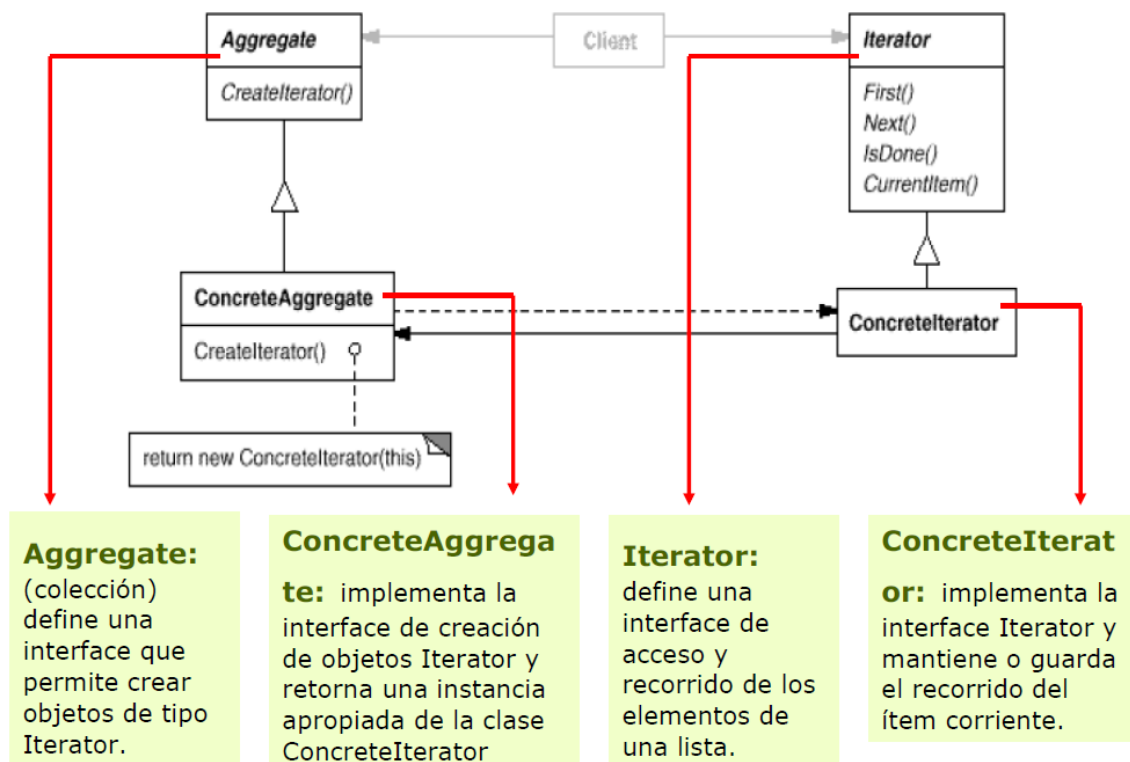 Aggregate
CreateIterator()
Client
Iterator
First()
Next()
IsDone()
CurrentItem()
ConcreteAggregate
CreateIterator()
ConcreteIterator
return new ConcreteIterator(this)
Aggregate:
(colección)
define una
interface que
permite crear
objetos de tipo
Iterator.
ConcreteAggrega
te: implementa la
interface de creación
de objetos Iterator y
retorna una instancia
apropiada de la clase
ConcreteIterator
Iterator:
define una
interface de
acceso y
recorrido de los
elementos de
una lista.
ConcreteIterat
or: implementa la
interface Iterator y
mantiene o guarda
el recorrido del
ítem corriente.